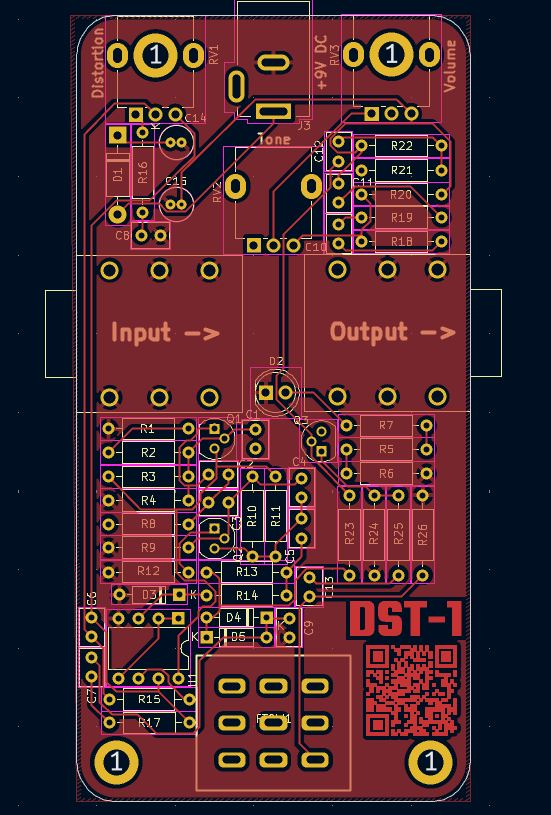 Distortion
1
RV1
+9V DC
RV3
1
Volume
C14
J3
Tone
D1
R16
C15
RV2
C12
C11
R22
R21
R20
R19
R18
C8
C10
Input ->
Output ->
D2
R1
Q1
C1
Q3
R7
R2
R5
R3
C2
C4
R6
R4
R10
R11
R8
C3
R23
R24
R25
R26
R9
Q2
C5
R12
R13
C13
D3
K
R14
C6
D4
DST-1
K
D5
C9
C7
R15
R17
1
1